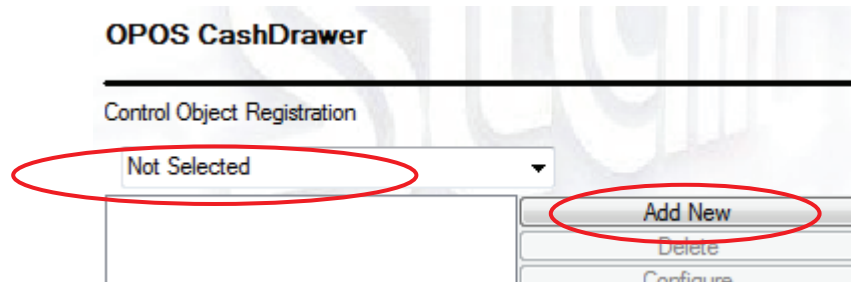 OPOS CashDrawer
Control Object Registration
Not Selected
Add New
Delete
Configure